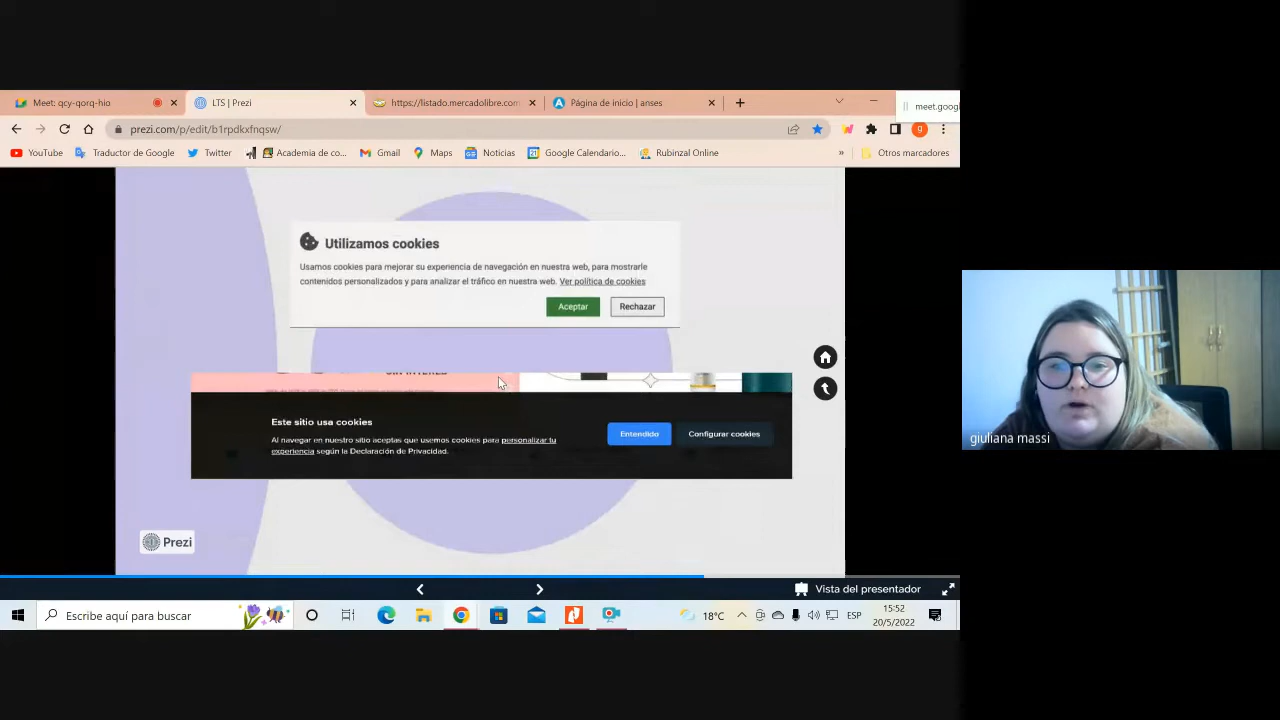 Meet: qcy-qorq-hio
LTS | Prezi
https://listado.mercadolibre.com
Página de inicio | anses
meet.goog
prezi.com/p/edit/b1rpdkxfnqsw/
g
YouTube
Traductor de Google
Twitter
Academia de co...
Gmail
Maps
Noticias
Google Calendario...
Rubinzal Online
»
Otros marcadores
Utilizamos cookies
Usamos cookies para mejorar su experiencia de navegación en nuestra web, para mostrarle
contenidos personalizados y para analizar el tráfico en nuestra web. Ver política de cookies
Aceptar
Rechazar
Este sitio usa cookies
Al navegar en nuestro sitio aceptas que usemos cookies para personalizar tu
experiencia según la Declaración de Privacidad.
Entendido
Configurar cookies
giuliana massi
Prezi
Vista del presentador
Escribe aquí para buscar
18°C
ESP
15:52
20/5/2022